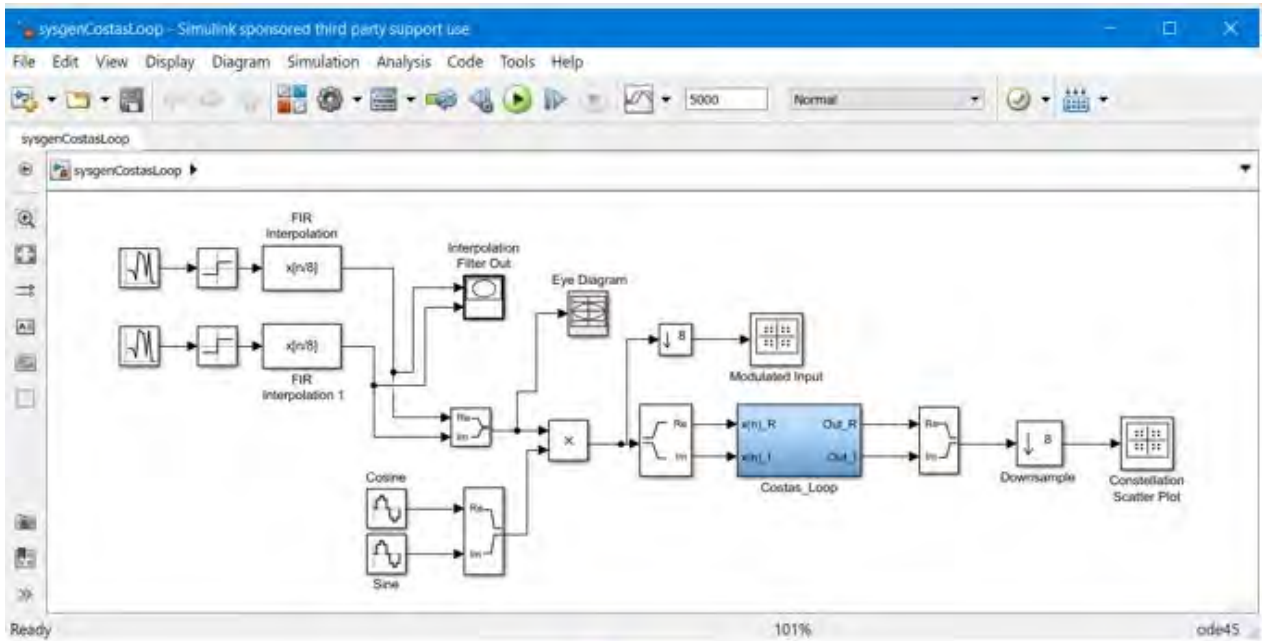 sysgenCostasLoop - Simulink sponsored third party support use
File Edit View Display Diagram Simulation Analysis Code Tools Help
5000 Normal
sysgenCostasLoop
sysgenCostasLoop
FIR
Interpolation
x[n/8]
Interpolation
Filter Out
Eye Diagram
x[n/8]
FIR
Interpolation 1
8
Modulated Input
Re
Im
×
Re
Im
x(n)_R Out_R
x(n)_I Out_I
Costas_Loop
Re
Im
8
Downsample
Constellation
Scatter Plot
Cosine
Re
Im
Sine
Ready 101% ode45